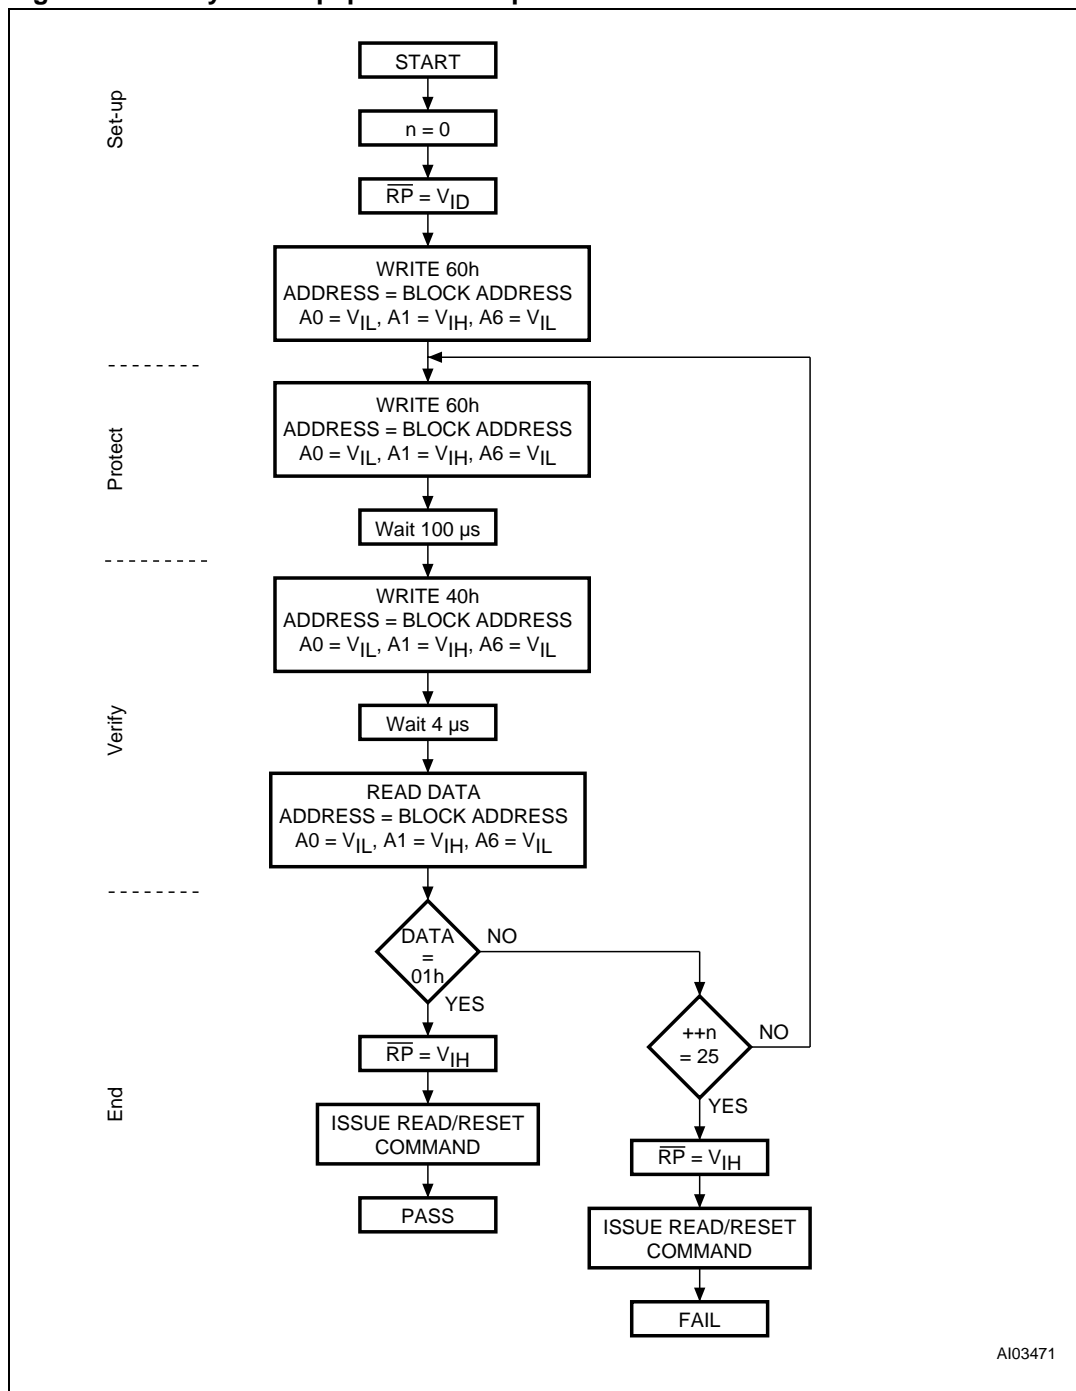 START
Set-up
n = 0
RP = VID
WRITE 60h
ADDRESS = BLOCK ADDRESS
A0 = VIL, A1 = VIH, A6 = VIL
Protect
WRITE 60h
ADDRESS = BLOCK ADDRESS
A0 = VIL, A1 = VIH, A6 = VIL
Wait 100 µs
Verify
WRITE 40h
ADDRESS = BLOCK ADDRESS
A0 = VIL, A1 = VIH, A6 = VIL
Wait 4 µs
READ DATA
ADDRESS = BLOCK ADDRESS
A0 = VIL, A1 = VIH, A6 = VIL
End
DATA
=
01h
NO
YES
++n
= 25
NO
YES
RP = VIH
ISSUE READ/RESET
COMMAND
PASS
RP = VIH
ISSUE READ/RESET
COMMAND
FAIL
AI03471